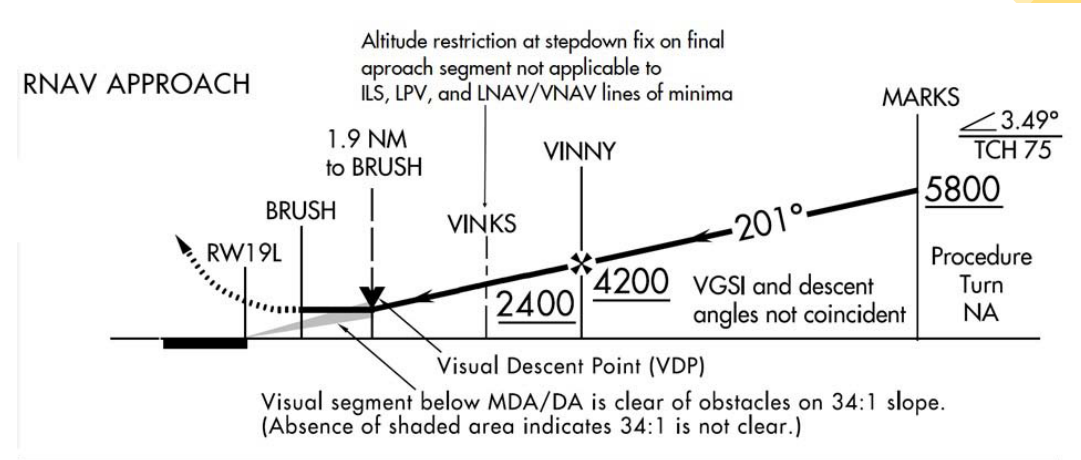 Altitude restriction at stepdown fix on final
aproach segment not applicable to
ILS, LPV, and LNAV/VNAV lines of minima
RNAV APPROACH
MARKS
3.49°
TCH 75
1.9 NM
to BRUSH
VINNY
5800
BRUSH
VINKS
201°
RW19L
2400
4200
VGSI and descent
angles not coincident
Procedure
Turn
NA
Visual Descent Point (VDP)
Visual segment below MDA/DA is clear of obstacles on 34:1 slope.
(Absence of shaded area indicates 34:1 is not clear.)